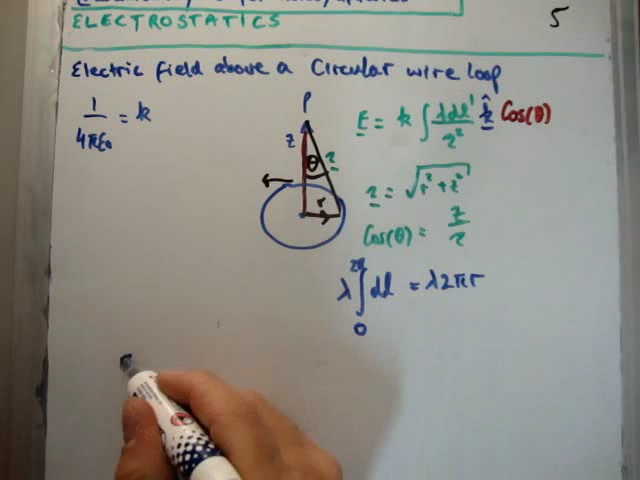 ELECTROSTATICS
5
Electric field above a Circular wire loop
1/4πε₀ = k
P
z
θ
r
r
E = k ∫ λdl'/r² k̂ Cos(θ)
r = √(r² + z²)
Cos(θ) = z/r
λ ∫₀^2π dl = λ2πr